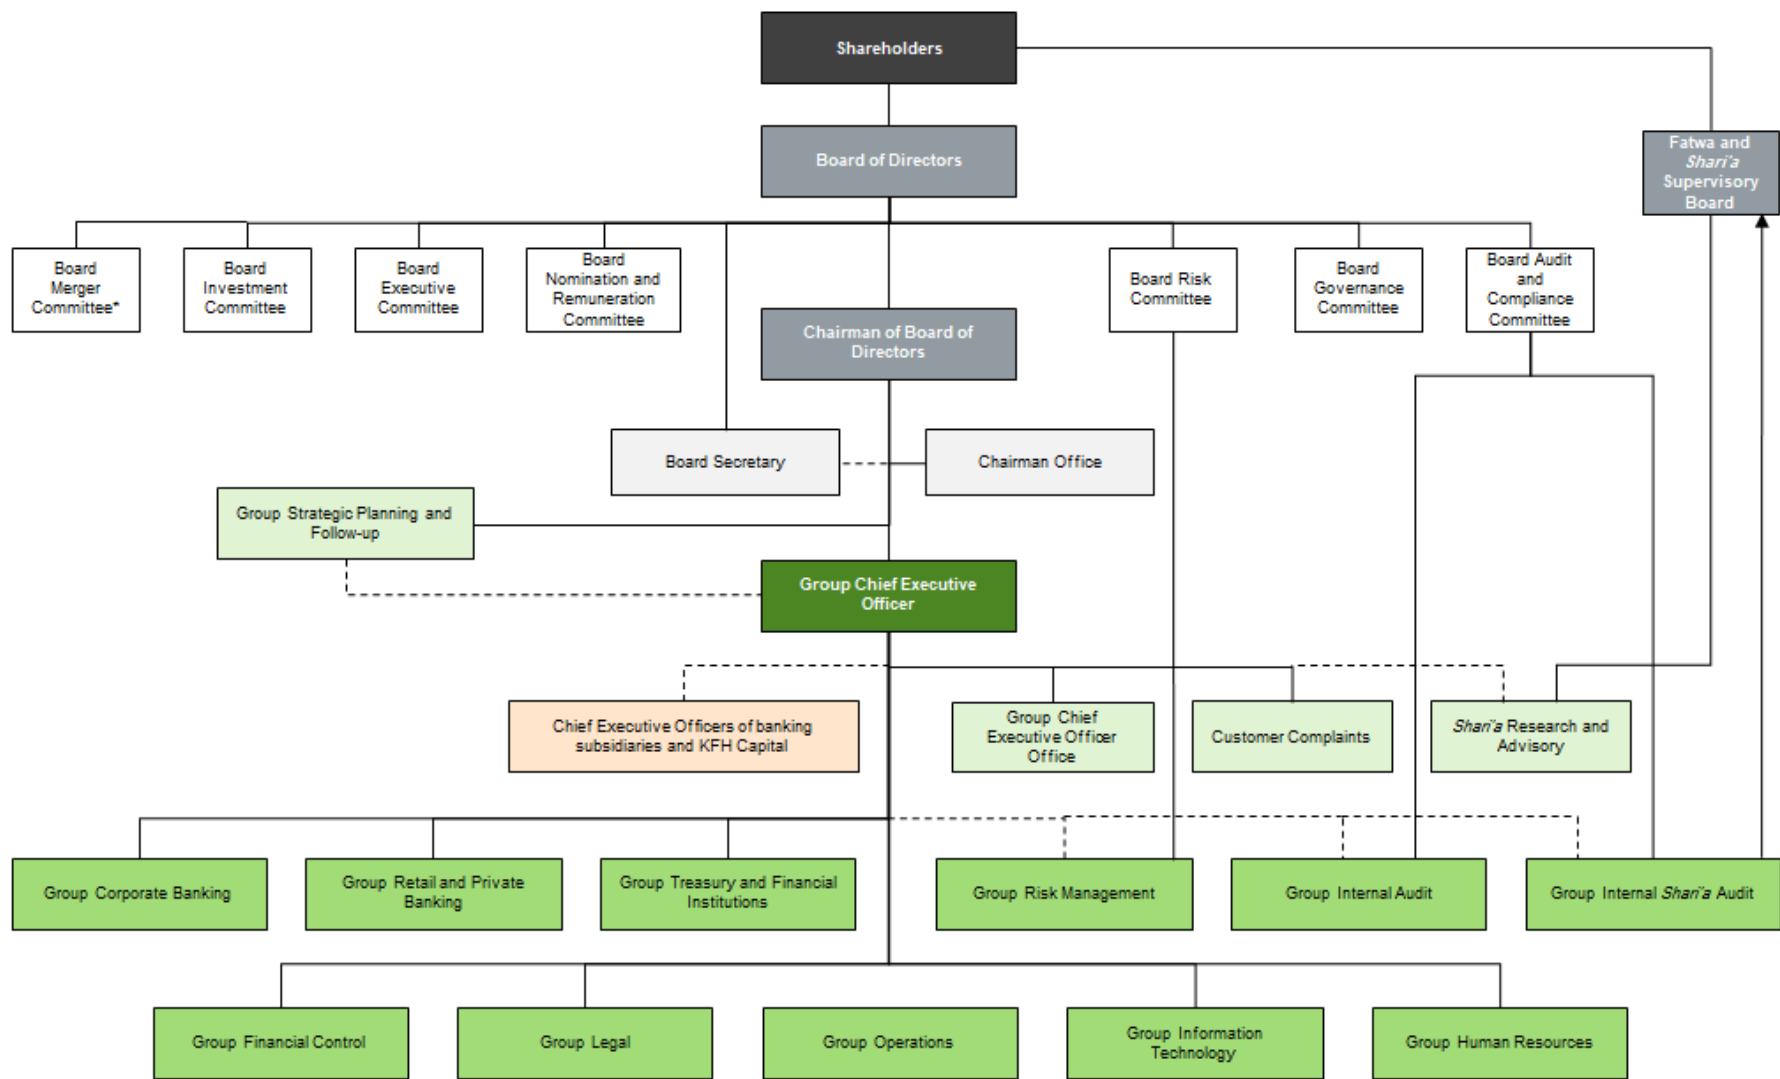 Shareholders
Board of Directors
Fatwa and
Shari'a
Supervisory
Board
Board
Merger
Committee*
Board
Investment
Committee
Board
Executive
Committee
Board
Nomination and
Remuneration
Committee
Board Risk
Committee
Board
Governance
Committee
Board Audit
and
Compliance
Committee
Chairman of Board of
Directors
Board Secretary
Chairman Office
Group Strategic Planning and
Follow-up
Group Chief Executive
Officer
Chief Executive Officers of banking
subsidiaries and KFH Capital
Group Chief
Executive Officer
Office
Customer Complaints
Shari'a Research and
Advisory
Group Corporate Banking
Group Retail and Private
Banking
Group Treasury and Financial
Institutions
Group Risk Management
Group Internal Audit
Group Internal Shari'a Audit
Group Financial Control
Group Legal
Group Operations
Group Information
Technology
Group Human Resources